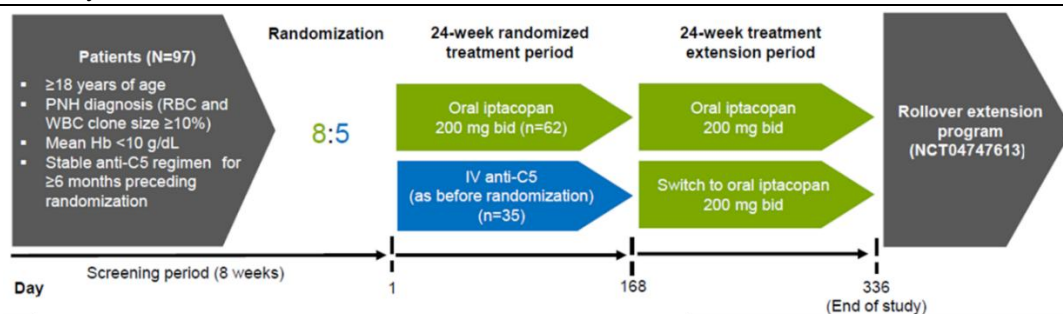 Patients (N=97)
▪ ≥18 years of age
▪ PNH diagnosis (RBC and
WBC clone size ≥10%)
▪ Mean Hb <10 g/dL
▪ Stable anti-C5 regimen for
≥6 months preceding
randomization
Randomization
8:5
24-week randomized
treatment period
Oral iptacopan
200 mg bid (n=62)
IV anti-C5
(as before randomization)
(n=35)
24-week treatment
extension period
Oral iptacopan
200 mg bid
Switch to oral iptacopan
200 mg bid
Rollover extension
program
(NCT04747613)
Screening period (8 weeks)
Day
1
168
336
(End of study)